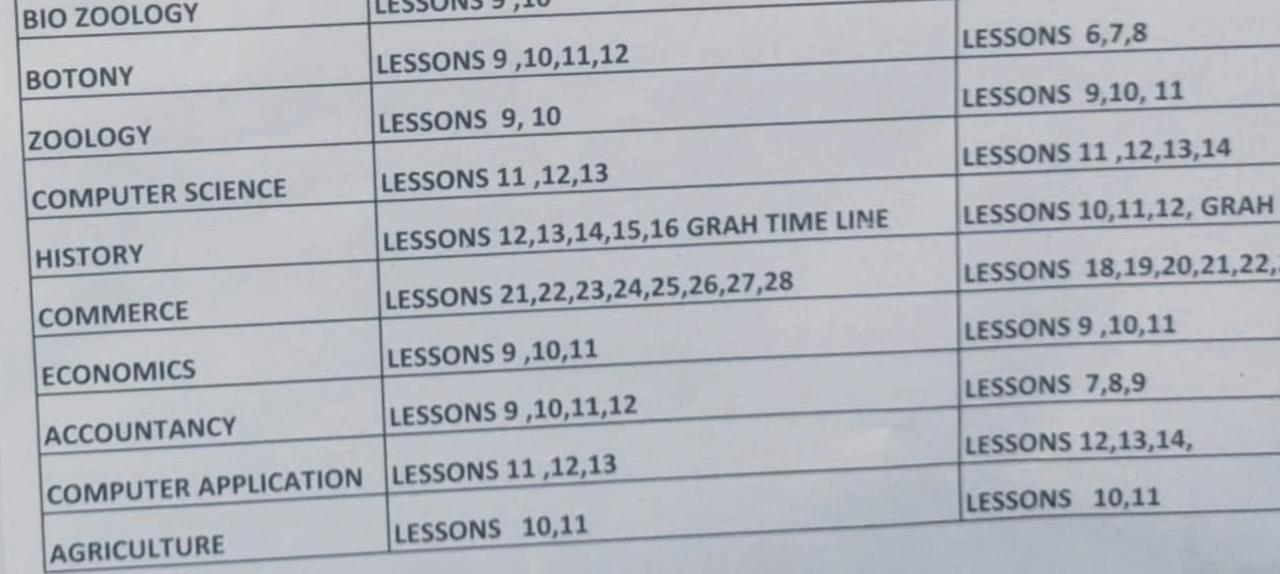 BIO ZOOLOGY LESSONS 9 ,10
BOTONY LESSONS 9 ,10,11,12 LESSONS 6,7,8
ZOOLOGY LESSONS 9, 10 LESSONS 9,10, 11
COMPUTER SCIENCE LESSONS 11 ,12,13 LESSONS 11 ,12,13,14
HISTORY LESSONS 12,13,14,15,16 GRAH TIME LINE LESSONS 10,11,12, GRAH
COMMERCE LESSONS 21,22,23,24,25,26,27,28 LESSONS 18,19,20,21,22,
ECONOMICS LESSONS 9 ,10,11 LESSONS 9 ,10,11
ACCOUNTANCY LESSONS 9 ,10,11,12 LESSONS 7,8,9
COMPUTER APPLICATION LESSONS 11 ,12,13 LESSONS 12,13,14,
AGRICULTURE LESSONS 10,11 LESSONS 10,11